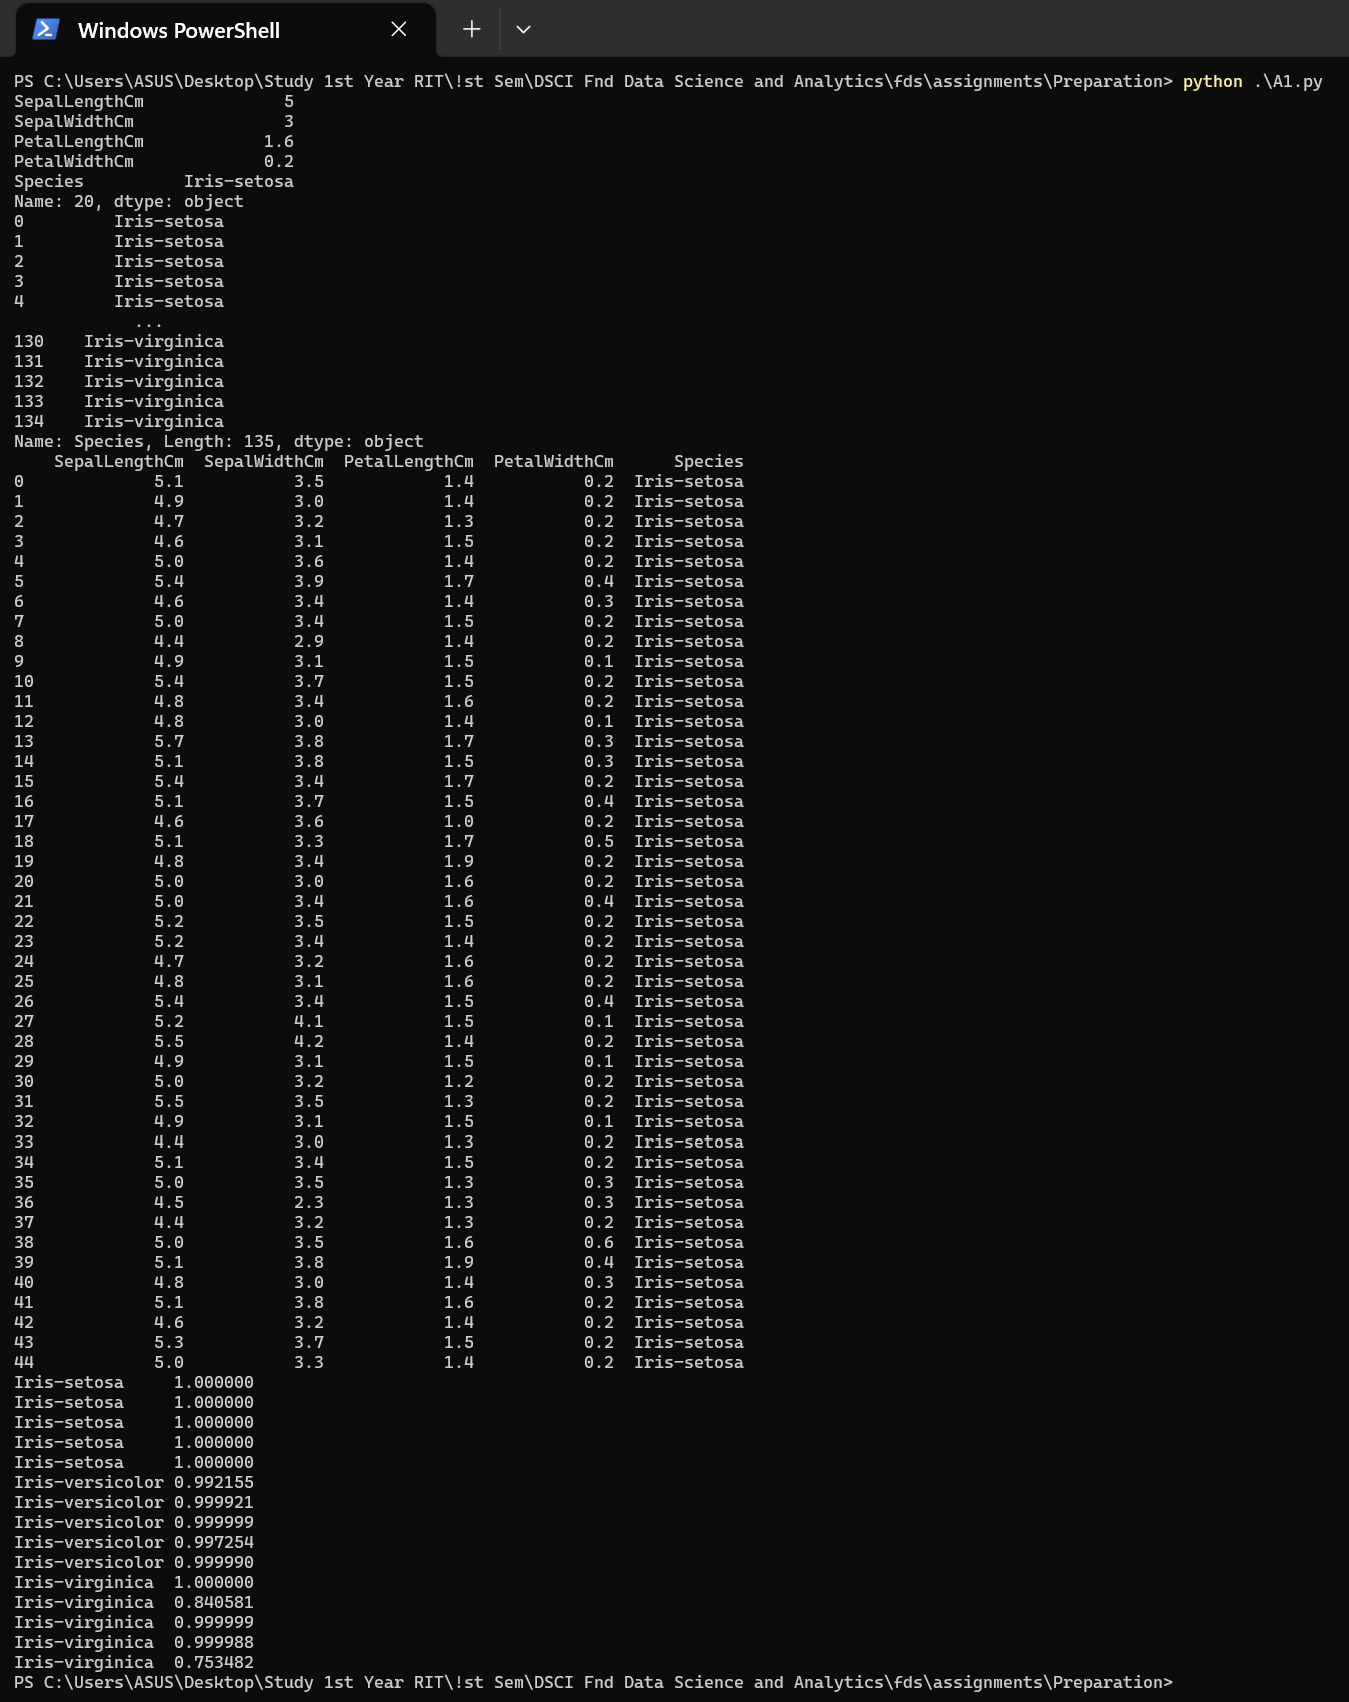 Windows PowerShell
PS C:\Users\ASUS\Desktop\Study 1st Year RIT\!st Sem\DSCI Fnd Data Science and Analytics\fds\assignments\Preparation> python .\A1.py
SepalLengthCm              5
SepalWidthCm               3
PetalLengthCm            1.6
PetalWidthCm             0.2
Species          Iris-setosa
Name: 20, dtype: object
0         Iris-setosa
1         Iris-setosa
2         Iris-setosa
3         Iris-setosa
4         Iris-setosa
            ...
130    Iris-virginica
131    Iris-virginica
132    Iris-virginica
133    Iris-virginica
134    Iris-virginica
Name: Species, Length: 135, dtype: object
    SepalLengthCm  SepalWidthCm  PetalLengthCm  PetalWidthCm      Species
0             5.1           3.5            1.4           0.2  Iris-setosa
1             4.9           3.0            1.4           0.2  Iris-setosa
2             4.7           3.2            1.3           0.2  Iris-setosa
3             4.6           3.1            1.5           0.2  Iris-setosa
4             5.0           3.6            1.4           0.2  Iris-setosa
5             5.4           3.9            1.7           0.4  Iris-setosa
6             4.6           3.4            1.4           0.3  Iris-setosa
7             5.0           3.4            1.5           0.2  Iris-setosa
8             4.4           2.9            1.4           0.2  Iris-setosa
9             4.9           3.1            1.5           0.1  Iris-setosa
10            5.4           3.7            1.5           0.2  Iris-setosa
11            4.8           3.4            1.6           0.2  Iris-setosa
12            4.8           3.0            1.4           0.1  Iris-setosa
13            5.7           3.8            1.7           0.3  Iris-setosa
14            5.1           3.8            1.5           0.3  Iris-setosa
15            5.4           3.4            1.7           0.2  Iris-setosa
16            5.1           3.7            1.5           0.4  Iris-setosa
17            4.6           3.6            1.0           0.2  Iris-setosa
18            5.1           3.3            1.7           0.5  Iris-setosa
19            4.8           3.4            1.9           0.2  Iris-setosa
20            5.0           3.0            1.6           0.2  Iris-setosa
21            5.0           3.4            1.6           0.4  Iris-setosa
22            5.2           3.5            1.5           0.2  Iris-setosa
23            5.2           3.4            1.4           0.2  Iris-setosa
24            4.7           3.2            1.6           0.2  Iris-setosa
25            4.8           3.1            1.6           0.2  Iris-setosa
26            5.4           3.4            1.5           0.4  Iris-setosa
27            5.2           4.1            1.5           0.1  Iris-setosa
28            5.5           4.2            1.4           0.2  Iris-setosa
29            4.9           3.1            1.5           0.1  Iris-setosa
30            5.0           3.2            1.2           0.2  Iris-setosa
31            5.5           3.5            1.3           0.2  Iris-setosa
32            4.9           3.1            1.5           0.1  Iris-setosa
33            4.4           3.0            1.3           0.2  Iris-setosa
34            5.1           3.4            1.5           0.2  Iris-setosa
35            5.0           3.5            1.3           0.3  Iris-setosa
36            4.5           2.3            1.3           0.3  Iris-setosa
37            4.4           3.2            1.3           0.2  Iris-setosa
38            5.0           3.5            1.6           0.6  Iris-setosa
39            5.1           3.8            1.9           0.4  Iris-setosa
40            4.8           3.0            1.4           0.3  Iris-setosa
41            5.1           3.8            1.6           0.2  Iris-setosa
42            4.6           3.2            1.4           0.2  Iris-setosa
43            5.3           3.7            1.5           0.2  Iris-setosa
44            5.0           3.3            1.4           0.2  Iris-setosa
Iris-setosa     1.000000
Iris-setosa     1.000000
Iris-setosa     1.000000
Iris-setosa     1.000000
Iris-setosa     1.000000
Iris-versicolor 0.992155
Iris-versicolor 0.999921
Iris-versicolor 0.999999
Iris-versicolor 0.997254
Iris-versicolor 0.999990
Iris-virginica  1.000000
Iris-virginica  0.840581
Iris-virginica  0.999999
Iris-virginica  0.999988
Iris-virginica  0.753482
PS C:\Users\ASUS\Desktop\Study 1st Year RIT\!st Sem\DSCI Fnd Data Science and Analytics\fds\assignments\Preparation>